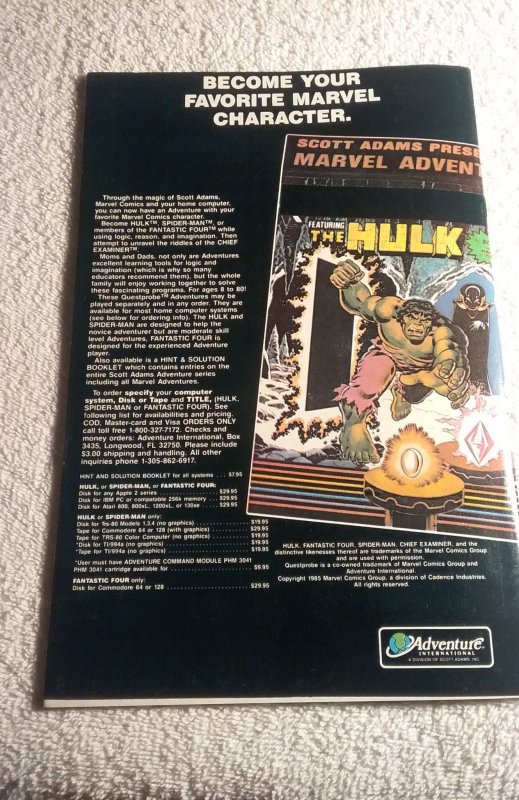 BECOME YOUR
FAVORITE MARVEL
CHARACTER.
SCOTT ADAMS PRESE
MARVEL ADVENT
FEATURING
THE HULK
Through the magic of Scott Adams,
Marvel Comics and your home computer,
you can now have an Adventure with your
favorite Marvel Comics character.
Become HULK™, SPIDER-MAN™, or
members of the FANTASTIC FOUR™ while
using logic, reason, and imagination. Then
attempt to unravel the riddles of the CHIEF
EXAMINER™.
Moms and Dads, not only are Adventures
excellent learning tools for logic and
imagination (which is why so many
educators recommend them), but the whole
family will enjoy working together to solve
these fascinating programs. For ages 8 to 80!
These Questprobe™ Adventures may be
played separately and in any order. They are
available for most home computer systems
(see below for ordering info). The HULK and
SPIDER-MAN are designed to help the
novice adventurer but are moderate skill
level Adventures, FANTASTIC FOUR is
designed for the experienced Adventure
player.
Also available is a HINT & SOLUTION
BOOKLET which contains entries on the
entire Scott Adams Adventure series
including all Marvel Adventures.
To order specify your computer
system, Disk or Tape and TITLE, (HULK,
SPIDER-MAN or FANTASTIC FOUR). See
following list for availabilities and pricing.
COD, Master-card and Visa ORDERS ONLY
call toll free 1-800-327-7172. Checks and
money orders: Adventure International, Box
3435, Longwood, FL 32750. Please include
$3.00 shipping and handling. All other
inquiries phone 1-305-862-6917.
HINT AND SOLUTION BOOKLET for all systems ... $7.95
HULK, or SPIDER-MAN, or FANTASTIC FOUR:
Disk for any Apple 2 series ................ $29.95
Disk for IBM PC or compatable 256k memory .... $29.95
Disk for Atari 800, 800xL, 1200xL, or 130xe .... $29.95
HULK or SPIDER-MAN only:
Disk for Trs-80 Models 1,3,4 (no graphics) ............ $19.95
Tape for Commodore 64 or 128 (with graphics) ...... $29.95
Tape for TRS-80 Color Computer (no graphics) ...... $19.95
*Disk for TI/994a (no graphics) .............. $19.95
*Tape for TI/994a (no graphics) .............. $19.95
*User must have ADVENTURE COMMAND MODULE PHM 3041
PHM 3041 cartridge available for .............. $9.95
FANTASTIC FOUR only:
Disk for Commodore 64 or 128 .............. $29.95
HULK, FANTASTIC FOUR, SPIDER-MAN, CHIEF EXAMINER, and the
distinctive likenesses thereof are trademarks of the Marvel Comics Group
and are used with permission.
Questprobe is a co-owned trademark of Marvel Comics Group and
Adventure International.
Copyright 1985 Marvel Comics Group, a division of Cadence Industries.
All rights reserved.
Adventure
INTERNATIONAL
A DIVISION OF SCOTT ADAMS, INC.